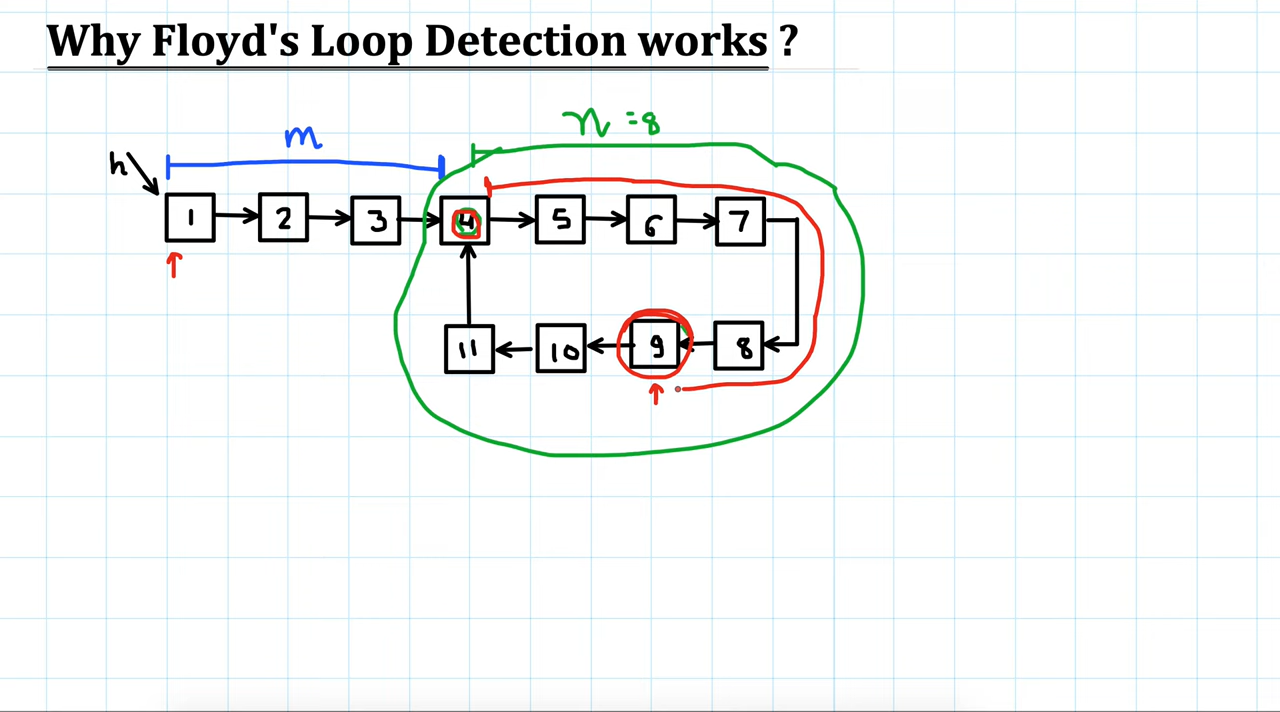 Why Floyd's Loop Detection works ?
n = 8
m
h
1 2 3 4 5 6 7
11 10 9 8